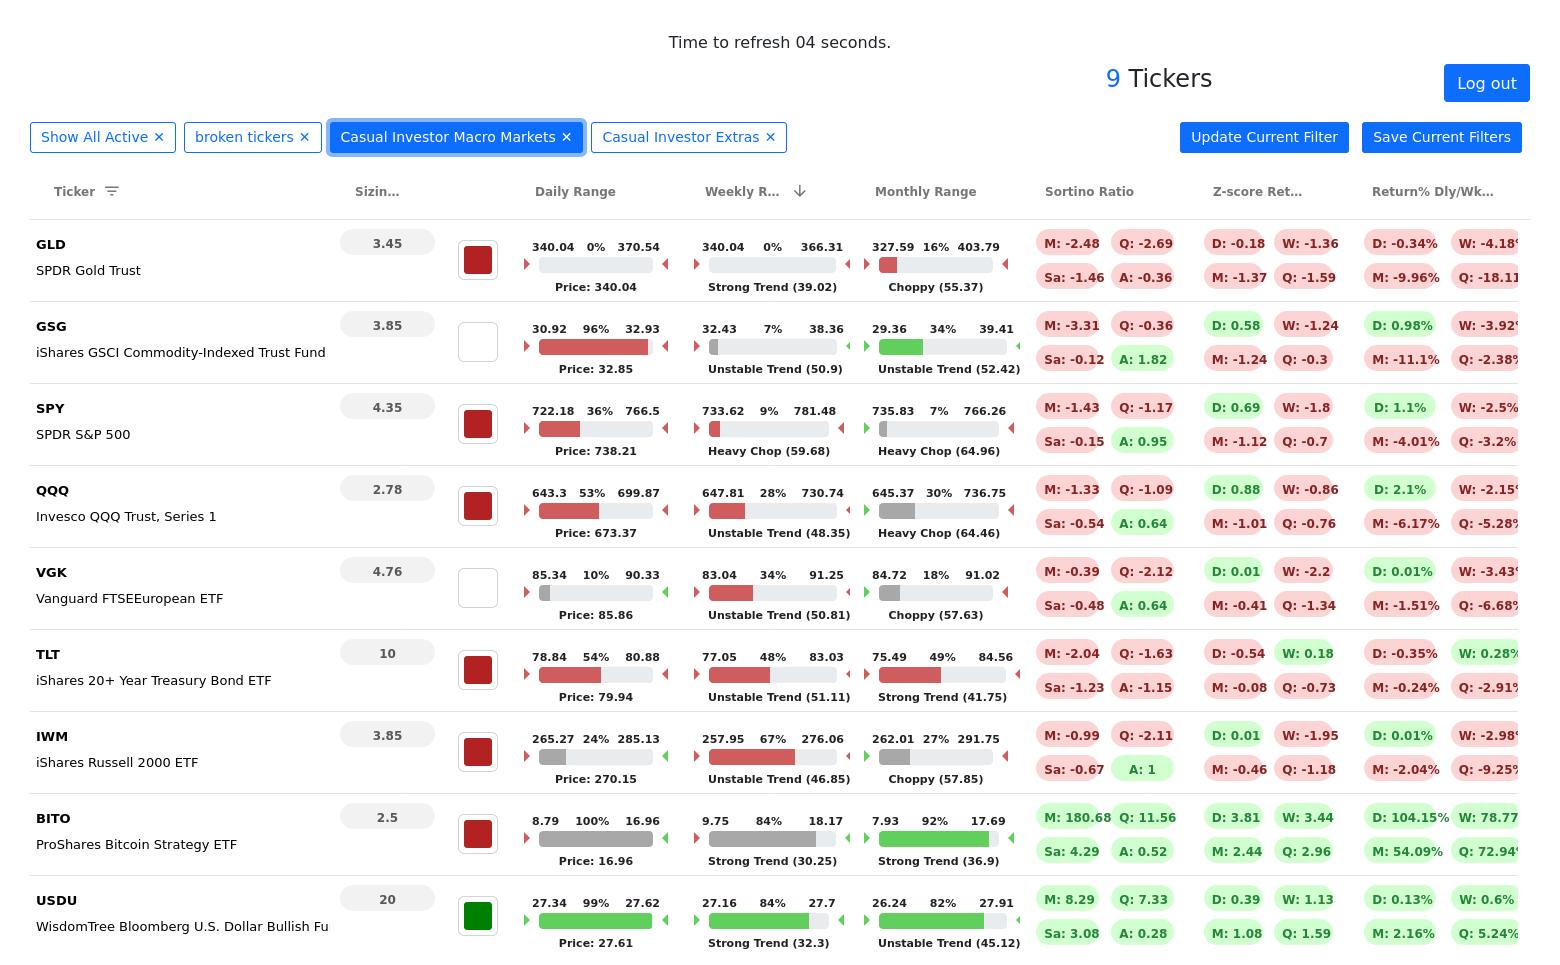 Time to refresh 04 seconds.
9 Tickers
Log out
Show All Active ✕ broken tickers ✕ Casual Investor Macro Markets ✕ Casual Investor Extras ✕ Update Current Filter Save Current Filters
Ticker Sizin... Daily Range Weekly R... Monthly Range Sortino Ratio Z-score Ret... Return% Dly/Wk...
GLD 3.45 M: -2.48 Q: -2.69 D: -0.18 W: -1.36 D: -0.34% W: -4.18%
340.04 0% 370.54 340.04 0% 366.31 327.59 16% 403.79
SPDR Gold Trust Sa: -1.46 A: -0.36 M: -1.37 Q: -1.59 M: -9.96% Q: -18.11
Price: 340.04 Strong Trend (39.02) Choppy (55.37)
GSG 3.85 M: -3.31 Q: -0.36 D: 0.58 W: -1.24 D: 0.98% W: -3.92%
30.92 96% 32.93 32.43 7% 38.36 29.36 34% 39.41
iShares GSCI Commodity-Indexed Trust Fund Sa: -0.12 A: 1.82 M: -1.24 Q: -0.3 M: -11.1% Q: -2.38%
Price: 32.85 Unstable Trend (50.9) Unstable Trend (52.42)
SPY 4.35 M: -1.43 Q: -1.17 D: 0.69 W: -1.8 D: 1.1% W: -2.5%
722.18 36% 766.5 733.62 9% 781.48 735.83 7% 766.26
SPDR S&P 500 Sa: -0.15 A: 0.95 M: -1.12 Q: -0.7 M: -4.01% Q: -3.2%
Price: 738.21 Heavy Chop (59.68) Heavy Chop (64.96)
QQQ 2.78 M: -1.33 Q: -1.09 D: 0.88 W: -0.86 D: 2.1% W: -2.15%
643.3 53% 699.87 647.81 28% 730.74 645.37 30% 736.75
Invesco QQQ Trust, Series 1 Sa: -0.54 A: 0.64 M: -1.01 Q: -0.76 M: -6.17% Q: -5.28%
Price: 673.37 Unstable Trend (48.35) Heavy Chop (64.46)
VGK 4.76 M: -0.39 Q: -2.12 D: 0.01 W: -2.2 D: 0.01% W: -3.43%
85.34 10% 90.33 83.04 34% 91.25 84.72 18% 91.02
Vanguard FTSEEuropean ETF Sa: -0.48 A: 0.64 M: -0.41 Q: -1.34 M: -1.51% Q: -6.68%
Price: 85.86 Unstable Trend (50.81) Choppy (57.63)
TLT 10 M: -2.04 Q: -1.63 D: -0.54 W: 0.18 D: -0.35% W: 0.28%
78.84 54% 80.88 77.05 48% 83.03 75.49 49% 84.56
iShares 20+ Year Treasury Bond ETF Sa: -1.23 A: -1.15 M: -0.08 Q: -0.73 M: -0.24% Q: -2.91%
Price: 79.94 Unstable Trend (51.11) Strong Trend (41.75)
IWM 3.85 M: -0.99 Q: -2.11 D: 0.01 W: -1.95 D: 0.01% W: -2.98%
265.27 24% 285.13 257.95 67% 276.06 262.01 27% 291.75
iShares Russell 2000 ETF Sa: -0.67 A: 1 M: -0.46 Q: -1.18 M: -2.04% Q: -9.25%
Price: 270.15 Unstable Trend (46.85) Choppy (57.85)
BITO 2.5 M: 180.68 Q: 11.56 D: 3.81 W: 3.44 D: 104.15% W: 78.77
8.79 100% 16.96 9.75 84% 18.17 7.93 92% 17.69
ProShares Bitcoin Strategy ETF Sa: 4.29 A: 0.52 M: 2.44 Q: 2.96 M: 54.09% Q: 72.94%
Price: 16.96 Strong Trend (30.25) Strong Trend (36.9)
USDU 20 M: 8.29 Q: 7.33 D: 0.39 W: 1.13 D: 0.13% W: 0.6%
27.34 99% 27.62 27.16 84% 27.7 26.24 82% 27.91
WisdomTree Bloomberg U.S. Dollar Bullish Fu Sa: 3.08 A: 0.28 M: 1.08 Q: 1.59 M: 2.16% Q: 5.24%
Price: 27.61 Strong Trend (32.3) Unstable Trend (45.12)